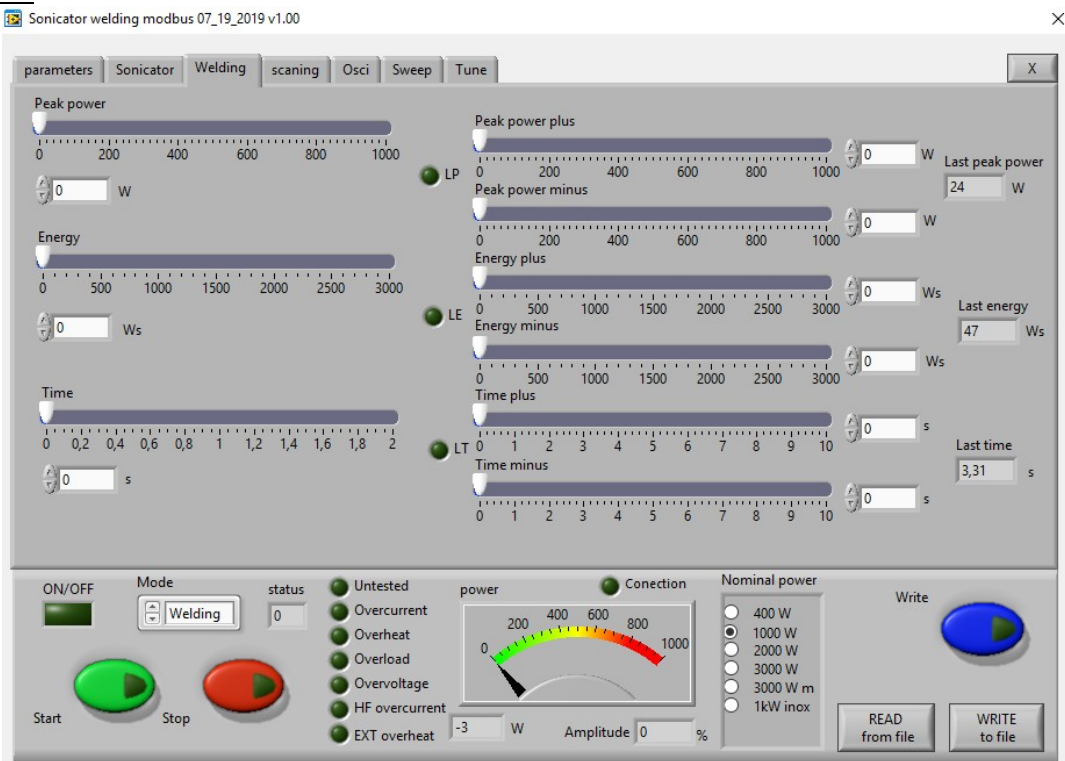 Sonicator welding modbus 07_19_2019 v1.00
parameters Sonicator Welding scaning Osci Sweep Tune X
Peak power
0 200 400 600 800 1000
0 W
Energy
0 500 1000 1500 2000 2500 3000
0 Ws
Time
0 0,2 0,4 0,6 0,8 1 1,2 1,4 1,6 1,8 2
0 s
LP
LE
LT
Peak power plus
0 200 400 600 800 1000
0 W
Peak power minus
0 200 400 600 800 1000
0 W
Energy plus
0 500 1000 1500 2000 2500 3000
0 Ws
Energy minus
0 500 1000 1500 2000 2500 3000
0 Ws
Time plus
0 1 2 3 4 5 6 7 8 9 10
0 s
Time minus
0 1 2 3 4 5 6 7 8 9 10
0 s
Last peak power
24 W
Last energy
47 Ws
Last time
3,31 s
ON/OFF
Mode
Welding
status
0
Start
Stop
Untested
Overcurrent
Overheat
Overload
Overvoltage
HF overcurrent
EXT overheat
power
Conection
0 200 400 600 800 1000
-3 W
Amplitude 0 %
Nominal power
400 W
1000 W
2000 W
3000 W
3000 W m
1kW inox
Write
READ
from file
WRITE
to file